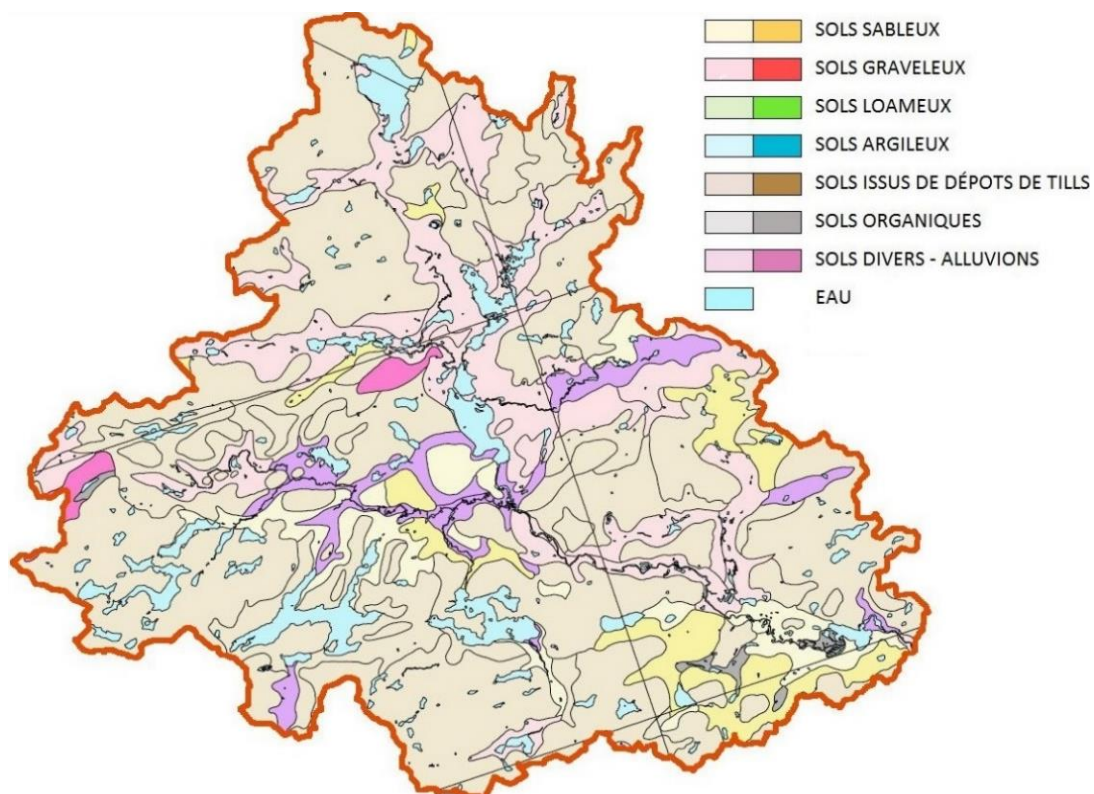 SOLS SABLEUX
SOLS GRAVELEUX
SOLS LOAMEUX
SOLS ARGILEUX
SOLS ISSUS DE DÉPOTS DE TILLS
SOLS ORGANIQUES
SOLS DIVERS - ALLUVIONS
EAU